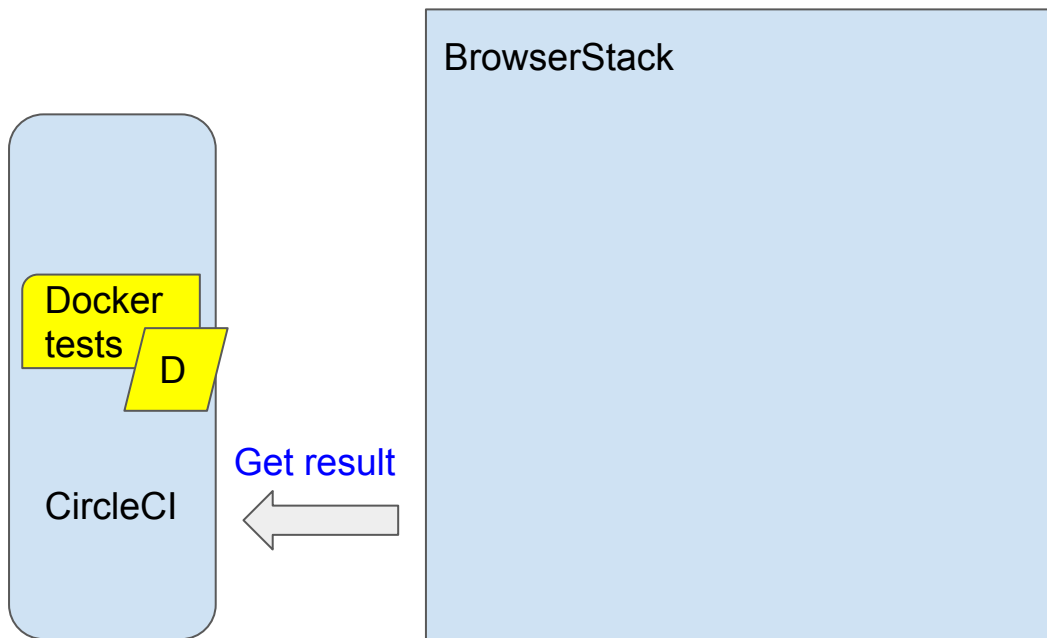 BrowserStack
Docker
tests
D
Get result
CircleCI